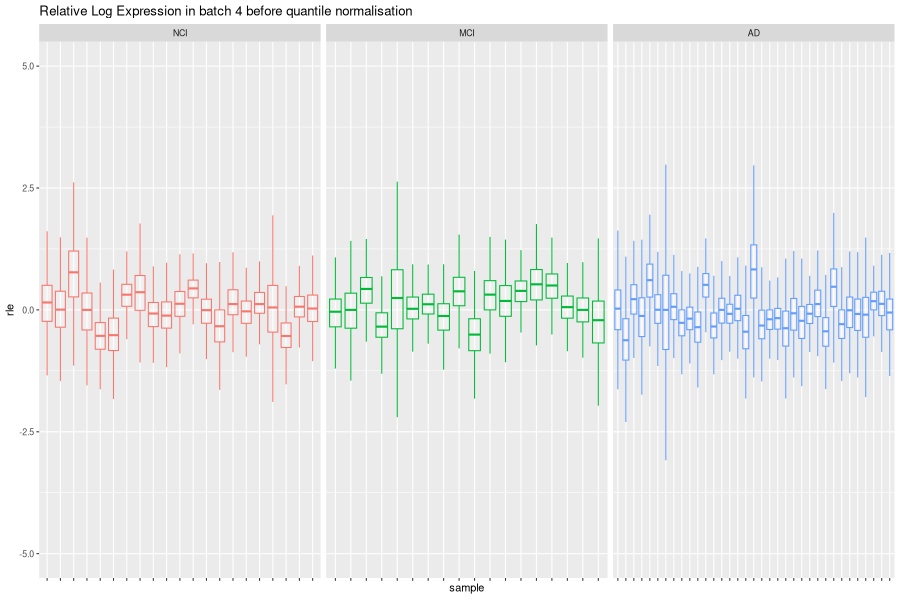 Relative Log Expression in batch 4 before quantile normalisation
NCI
MCI
AD
5.0
2.5
0.0
-2.5
-5.0
rle
sample